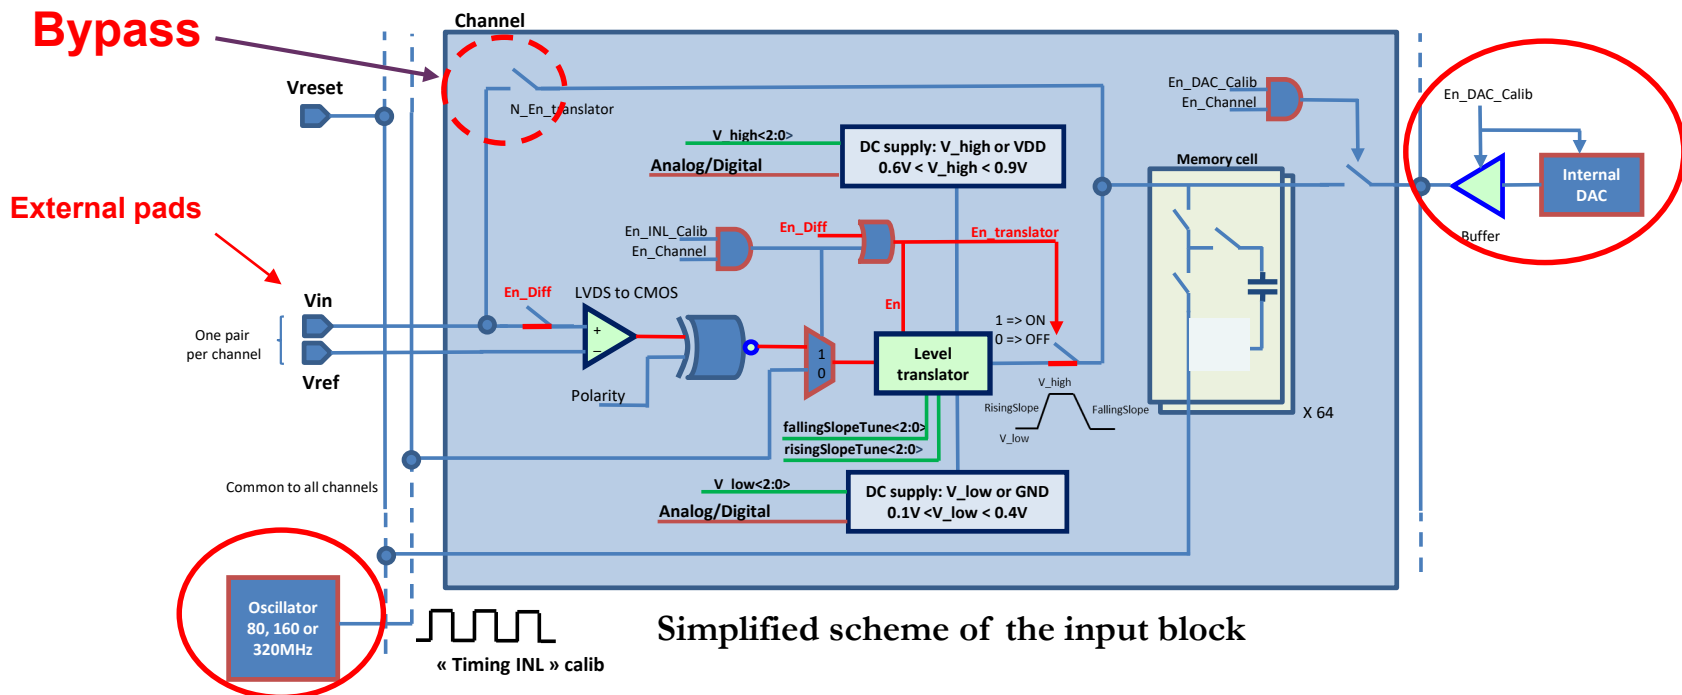 Bypass
Channel
Vreset
N_En_translator
En_DAC_Calib
En_Channel
En_DAC_Calib
V_high<2:0>
Analog/Digital
DC supply: V_high or VDD
0.6V < V_high < 0.9V
Memory cell
Internal
DAC
Buffer
External pads
En_INL_Calib
En_Channel
En_Diff
En_translator
Vin
En_Diff
LVDS to CMOS
En
One pair
per channel
+
−
1
0
1 => ON
0 => OFF
Level
translator
Vref
Polarity
V_high
RisingSlope
FallingSlope
V_low
X 64
fallingSlopeTune<2:0>
risingSlopeTune<2:0>
Common to all channels
V_low<2:0>
Analog/Digital
DC supply: V_low or GND
0.1V <V_low < 0.4V
Oscillator
80, 160 or
320MHz
Simplified scheme of the input block
« Timing INL » calib